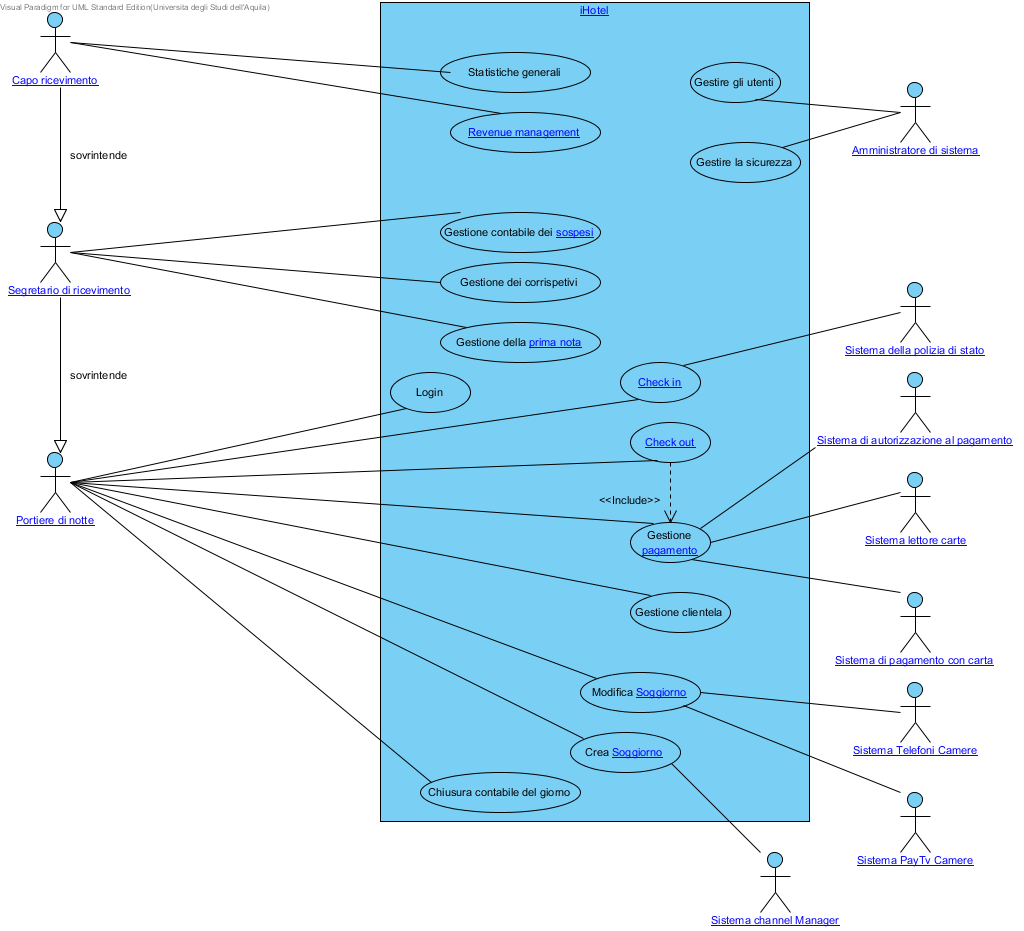 Visual Paradigm for UML Standard Edition(Universita degli Studi dell'Aquila)
iHotel
Capo ricevimento
Statistiche generali
Gestire gli utenti
Revenue management
Amministratore di sistema
Gestire la sicurezza
sovrintende
Gestione contabile dei sospesi
Segretario di ricevimento
Gestione dei corrispetivi
Gestione della prima nota
Sistema della polizia di stato
sovrintende
Check in
Login
Check out
Sistema di autorizzazione al pagamento
<<Include>>
Portiere di notte
Gestione
pagamento
Sistema lettore carte
Gestione clientela
Sistema di pagamento con carta
Modifica Soggiorno
Crea Soggiorno
Sistema Telefoni Camere
Chiusura contabile del giorno
Sistema PayTv Camere
Sistema channel Manager